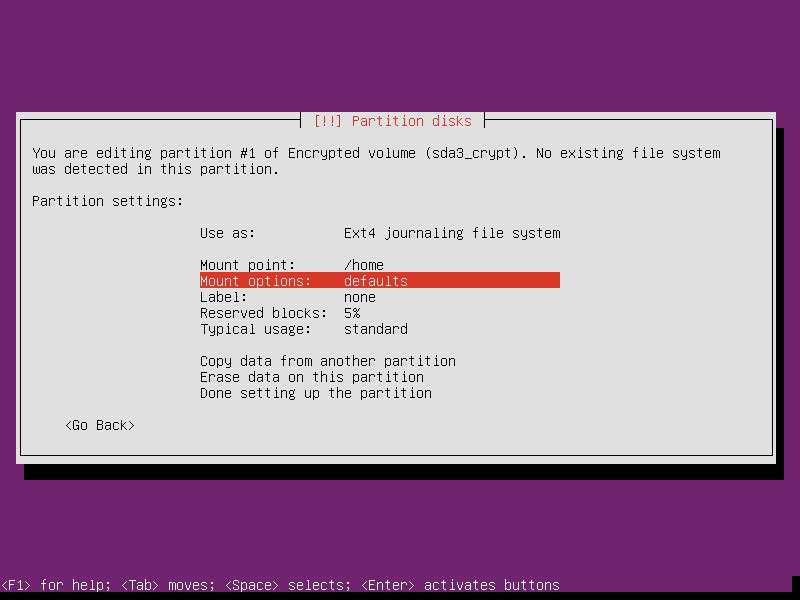 [!!] Partition disks
You are editing partition #1 of Encrypted volume (sda3_crypt). No existing file system
was detected in this partition.
Partition settings:
Use as: Ext4 journaling file system
Mount point: /home
Mount options: defaults
Label: none
Reserved blocks: 5%
Typical usage: standard
Copy data from another partition
Erase data on this partition
Done setting up the partition
<Go Back>
<F1> for help; <Tab> moves; <Space> selects; <Enter> activates buttons